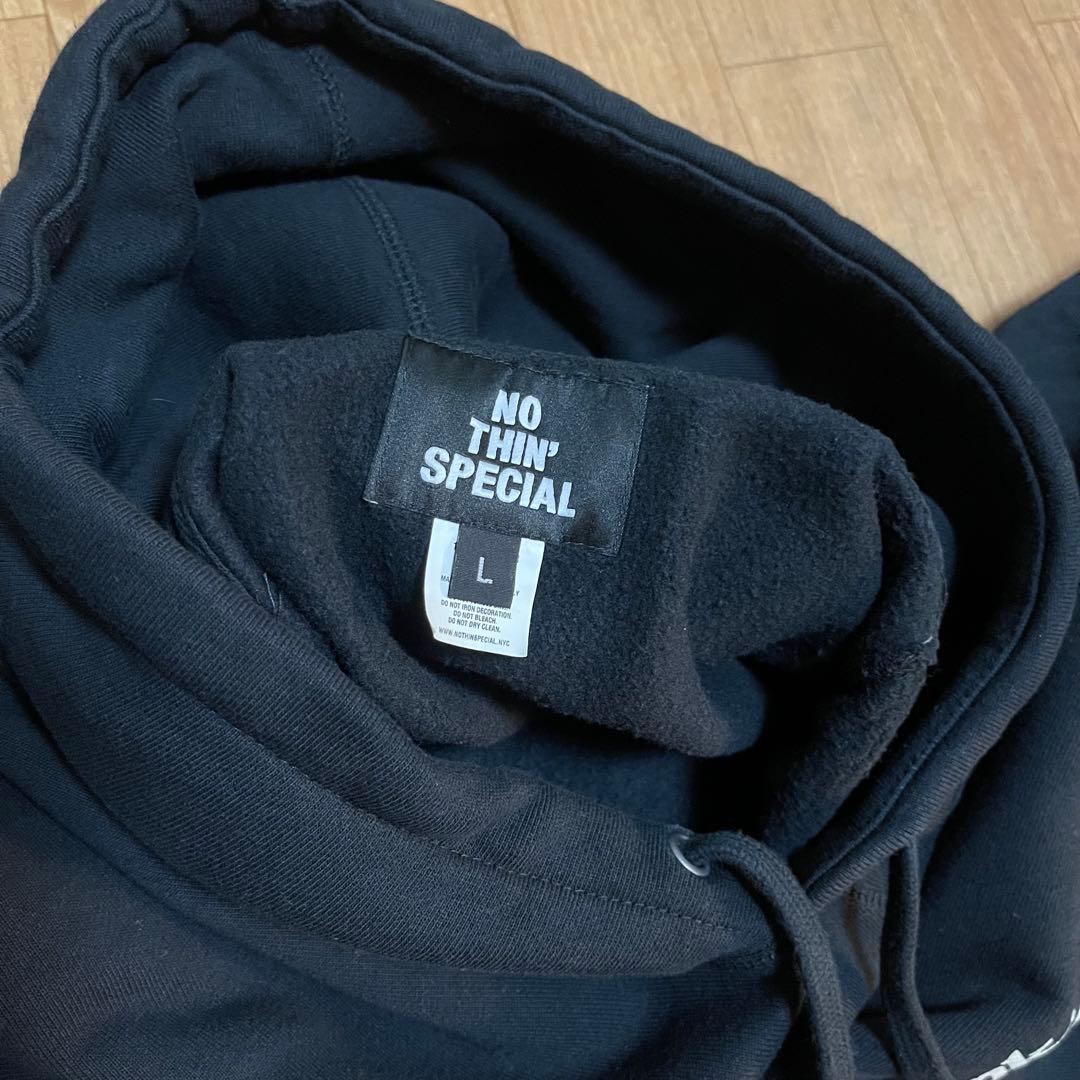 NO
THIN'
SPECIAL
L
DO NOT IRON DECORATION.
DO NOT BLEACH.
DO NOT DRY CLEAN.
WWW.NOTHINSPECIAL.NYC